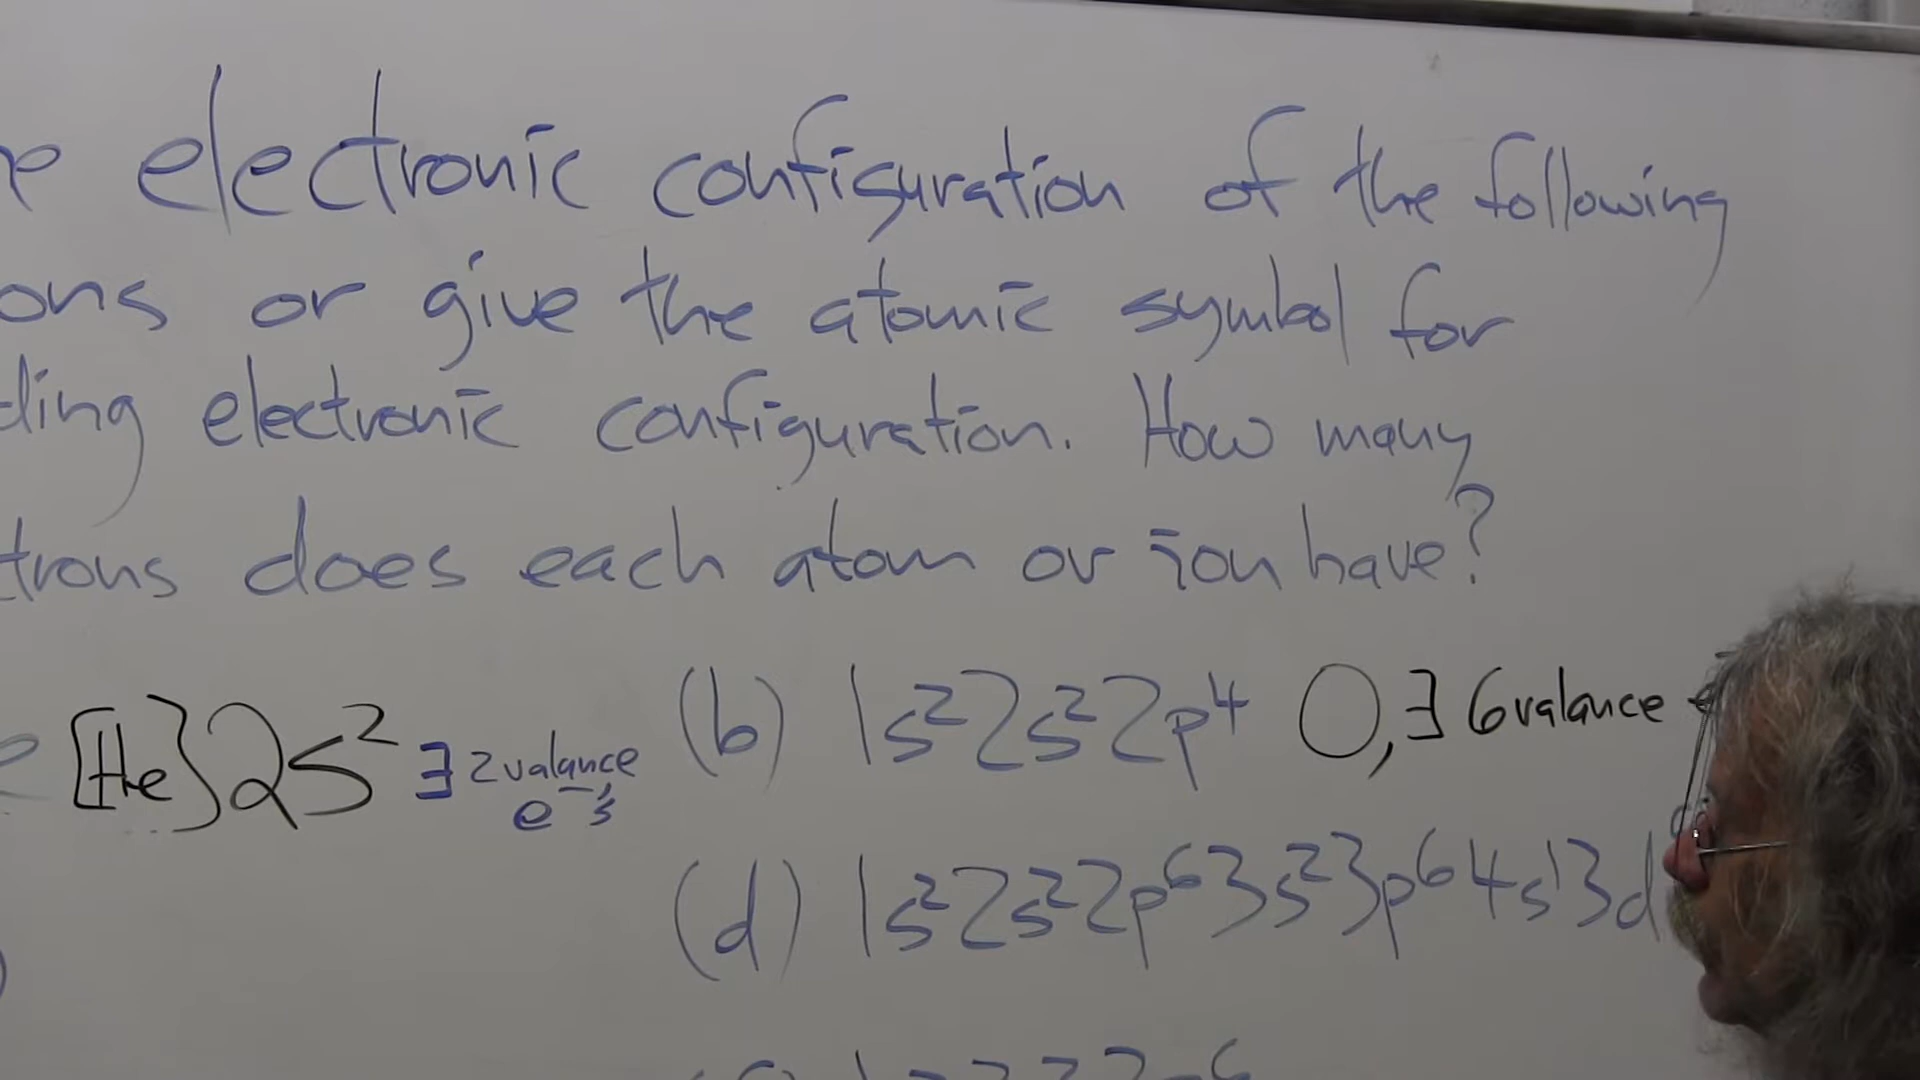 electronic configuration of the following
ons or give the atomic symbol for
ding electronic configuration. How many
trons does each atom or ion have?
[He] 2s² ∃ 2 valance
e⁻'s
(b) 1s²2s²2p⁴ O, ∃ 6 valance
(d) 1s²2s²2p⁶3s²3p⁶4s¹3d